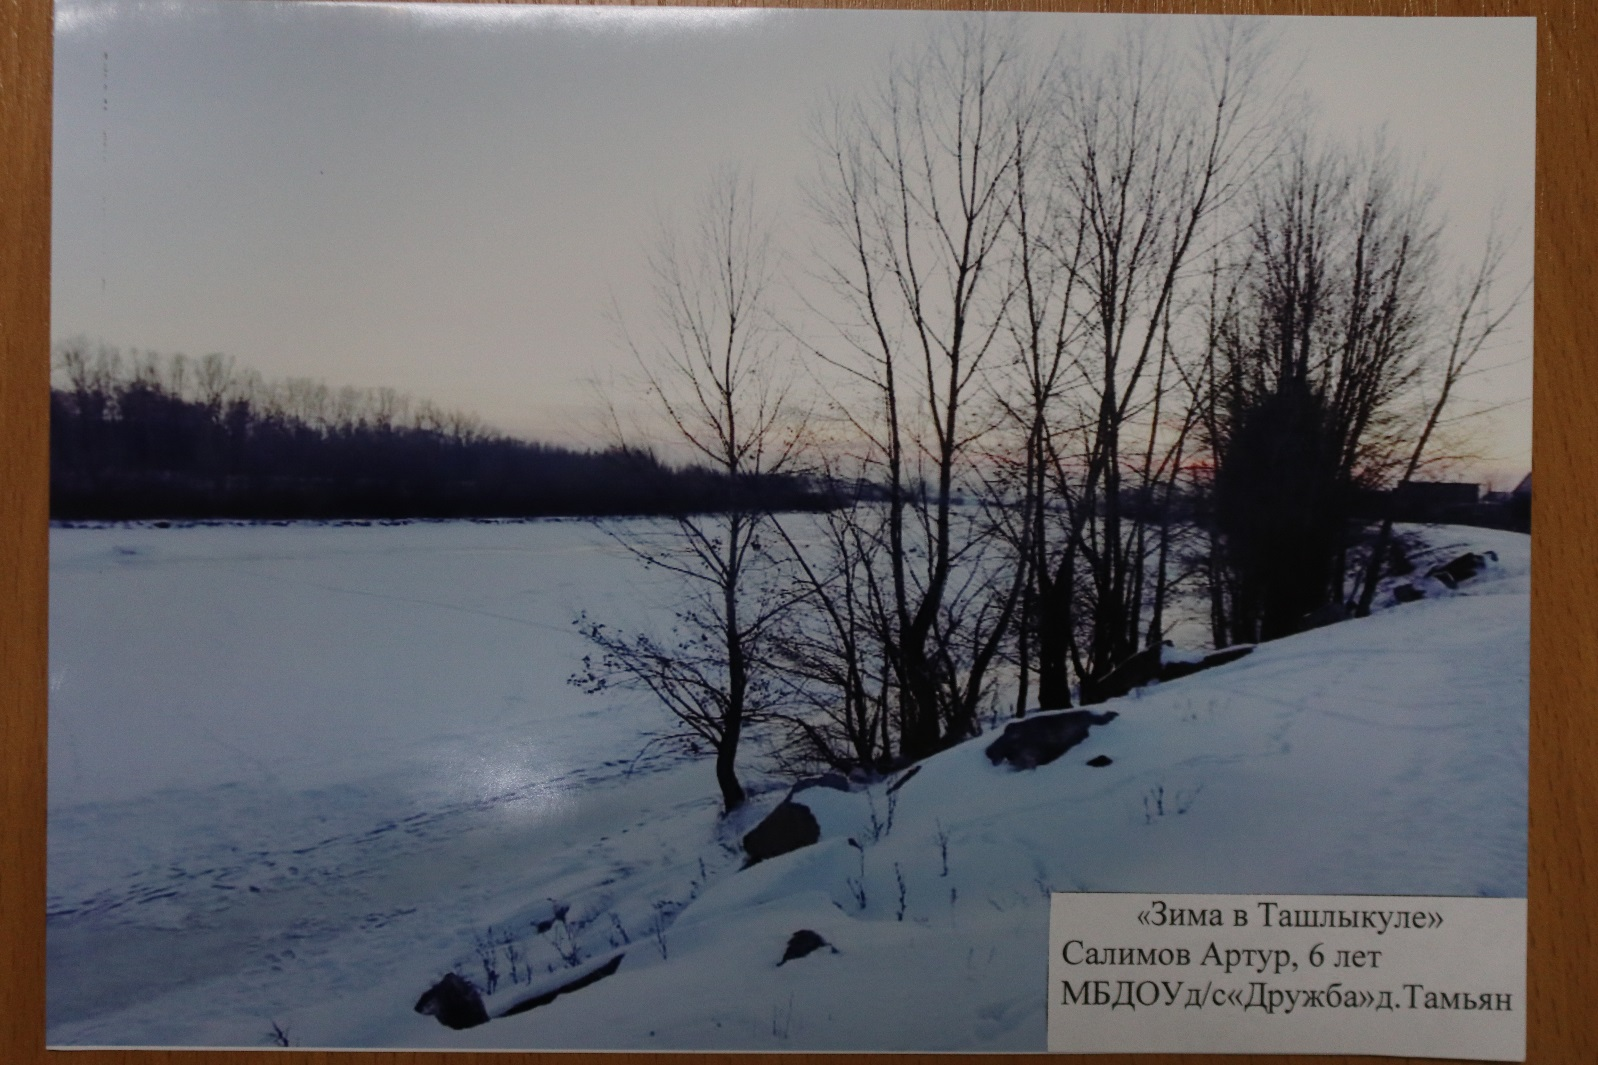 «Зима в Ташлыкуле»
Салимов Артур, 6 лет
МБДОУд/с«Дружба»д.Тамьян